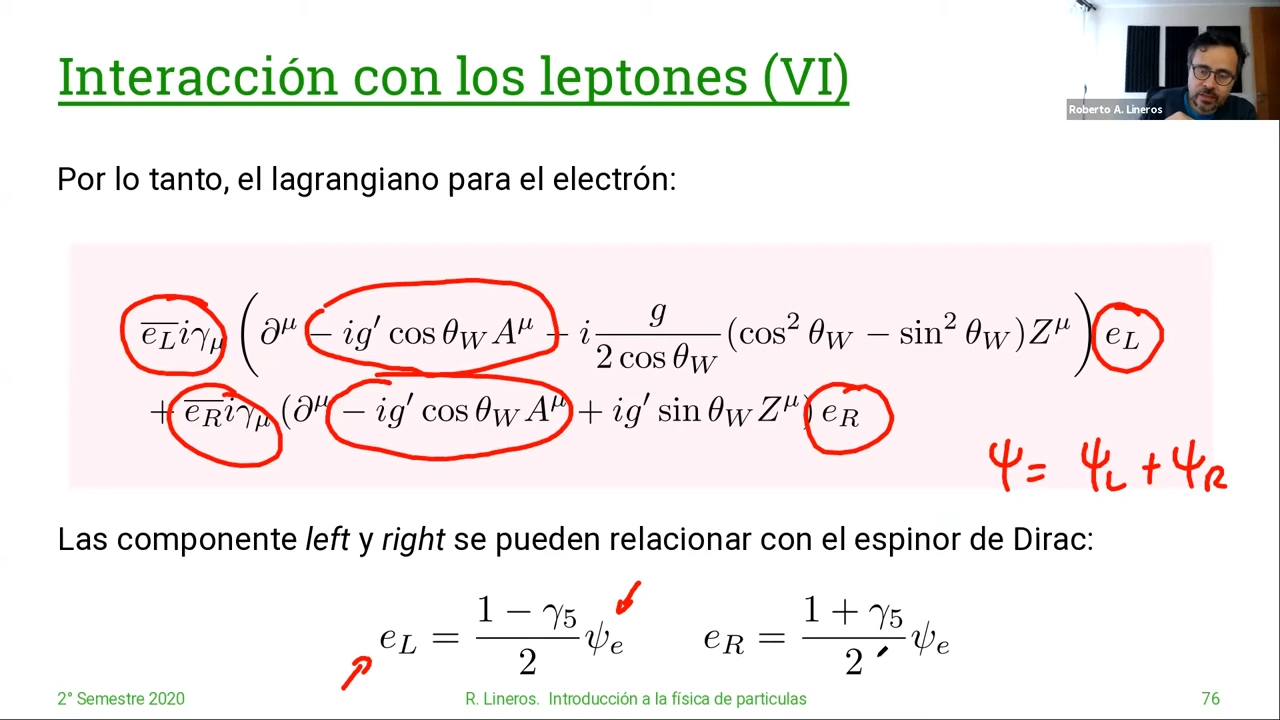 Interacción con los leptones (VI)
Roberto A. Lineros
Por lo tanto, el lagrangiano para el electrón:
$\overline{e_L} i\gamma_\mu \left( \partial^\mu - ig' \cos\theta_W A^\mu - i \frac{g}{2\cos\theta_W} (\cos^2\theta_W - \sin^2\theta_W) Z^\mu \right) e_L$
$+ \overline{e_R} i\gamma_\mu (\partial^\mu - ig' \cos\theta_W A^\mu + ig' \sin\theta_W Z^\mu) e_R$
$\psi = \psi_L + \psi_R$
Las componente left y right se pueden relacionar con el espinor de Dirac:
$e_L = \frac{1 - \gamma_5}{2} \psi_e \quad e_R = \frac{1 + \gamma_5}{2} \psi_e$
2° Semestre 2020 R. Lineros. Introducción a la física de particulas 76